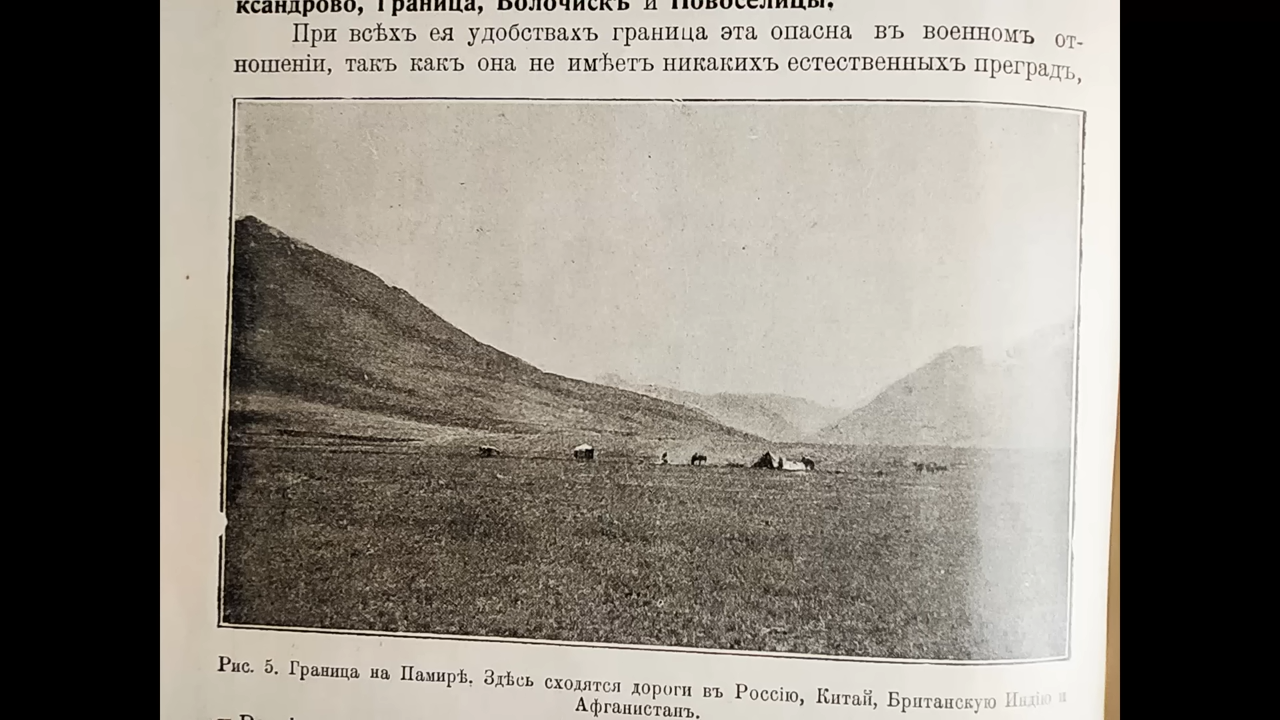 ксандрово, Граница, Волочискъ и Новоселицы.
При всѣхъ ея удобствахъ граница эта опасна въ военномъ от-
ношеніи, такъ какъ она не имѣетъ никакихъ естественныхъ преградъ,
Рис. 5. Граница на Памирѣ. Здѣсь сходятся дороги въ Россію, Китай, Британскую Индію и
Афганистанъ.